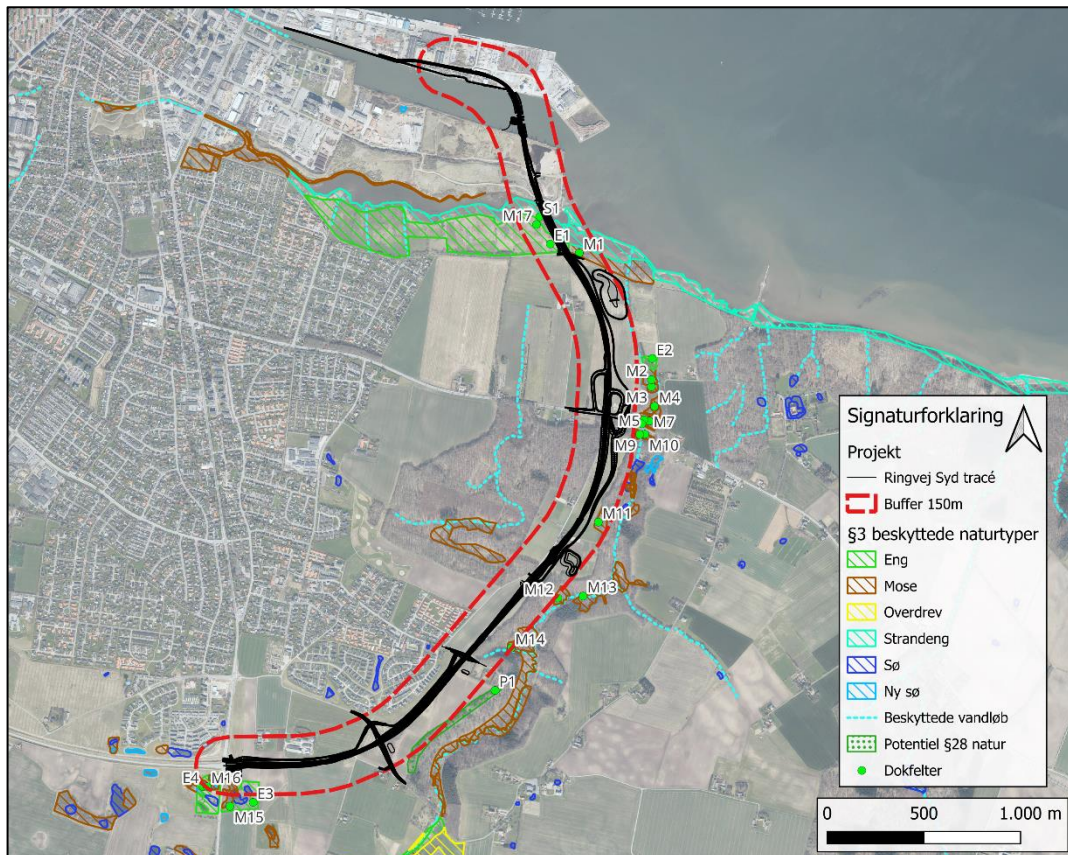 S1
M17
E1
M1
E2
M2
M3
M4
M5
M7
M9
M10
M11
M12
M13
M14
P1
E4
M16
E3
M15
Signaturforklaring
Projekt
Ringvej Syd tracé
Buffer 150m
§3 beskyttede naturtyper
Eng
Mose
Overdrev
Strandeng
Sø
Ny sø
Beskyttede vandløb
Potentiel §28 natur
Dokfelter
0 500 1.000 m